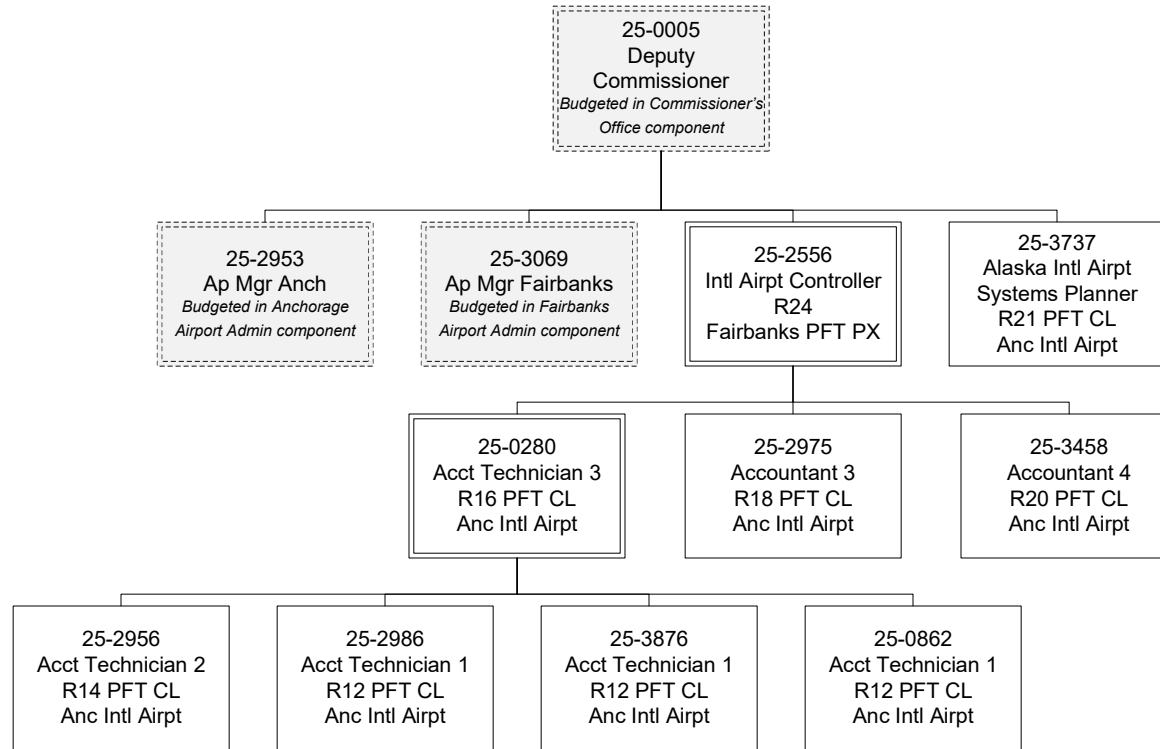 25-0005
Deputy
Commissioner
Budgeted in Commissioner's
Office component
25-2953
Ap Mgr Anch
Budgeted in Anchorage
Airport Admin component
25-3069
Ap Mgr Fairbanks
Budgeted in Fairbanks
Airport Admin component
25-2556
Intl Airpt Controller
R24
Fairbanks PFT PX
25-3737
Alaska Intl Airpt
Systems Planner
R21 PFT CL
Anc Intl Airpt
25-0280
Acct Technician 3
R16 PFT CL
Anc Intl Airpt
25-2975
Accountant 3
R18 PFT CL
Anc Intl Airpt
25-3458
Accountant 4
R20 PFT CL
Anc Intl Airpt
25-2956
Acct Technician 2
R14 PFT CL
Anc Intl Airpt
25-2986
Acct Technician 1
R12 PFT CL
Anc Intl Airpt
25-3876
Acct Technician 1
R12 PFT CL
Anc Intl Airpt
25-0862
Acct Technician 1
R12 PFT CL
Anc Intl Airpt